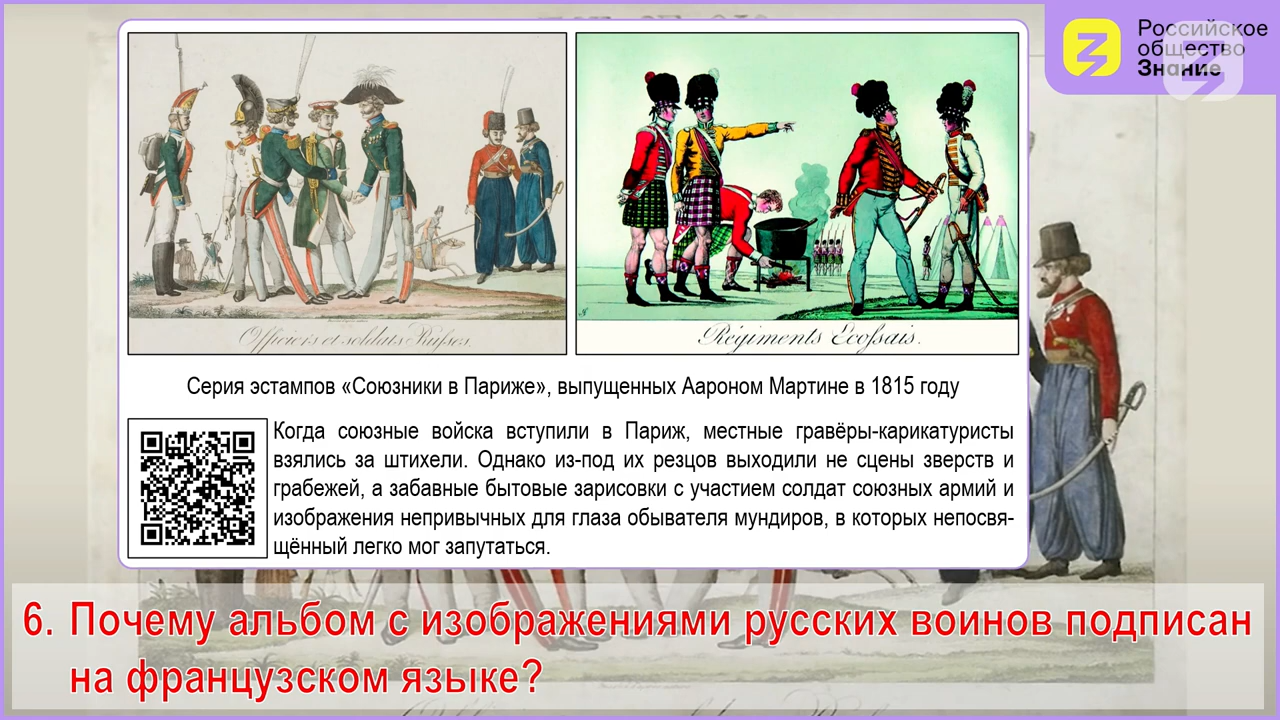 Российское
общество
Знание
Officiers et soldats Russes.
Régiments Ecossais.
Серия эстампов «Союзники в Париже», выпущенных Аароном Мартине в 1815 году
Когда союзные войска вступили в Париж, местные гравёры-карикатуристы
взялись за штихели. Однако из-под их резцов выходили не сцены зверств и
грабежей, а забавные бытовые зарисовки с участием солдат союзных армий и
изображения непривычных для глаза обывателя мундиров, в которых непосвя-
щённый легко мог запутаться.
6. Почему альбом с изображениями русских воинов подписан
на французском языке?